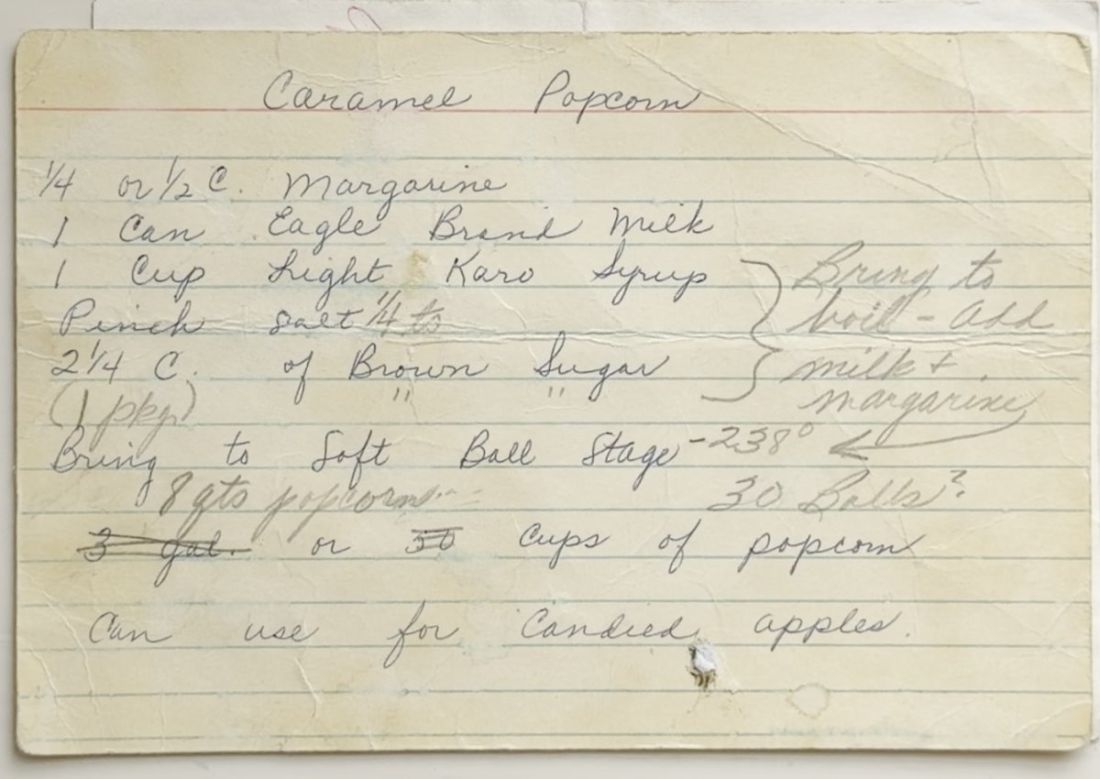 Caramel Popcorn
1/4 or 1/2 C. Margarine
1 Can Eagle Brand Milk
1 Cup Light Karo Syrup
Pinch salt 1/4 to
2 1/4 C. of Brown Sugar
(1 pkg) " "
Bring to
boil - add
milk +
margarine
Bring to Soft Ball Stage - 238°
8 qts popcorn 30 Balls?
3 gal. or 30 cups of popcorn
Can use for Candied apples.